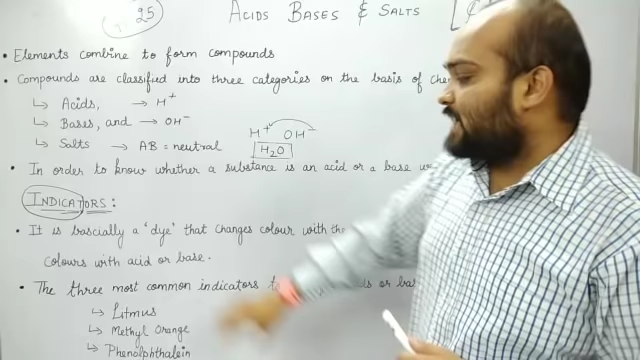 25
ACIDS BASES & SALTS
• Elements combine to form compounds
• Compounds are classified into three categories on the basis of
↳ Acids, → H⁺
↳ Bases, and → OH⁻
↳ Salts → AB = neutral
H⁺ OH⁻
H₂O
• In order to know whether a substance is an acid or a base
INDICATORS:
• It is bascially a 'dye' that changes colour with the
colours with acid or base.
• The three most common indicators
or
↳ Litmus
↳ Methyl Orange
↳ Phenolphthalein